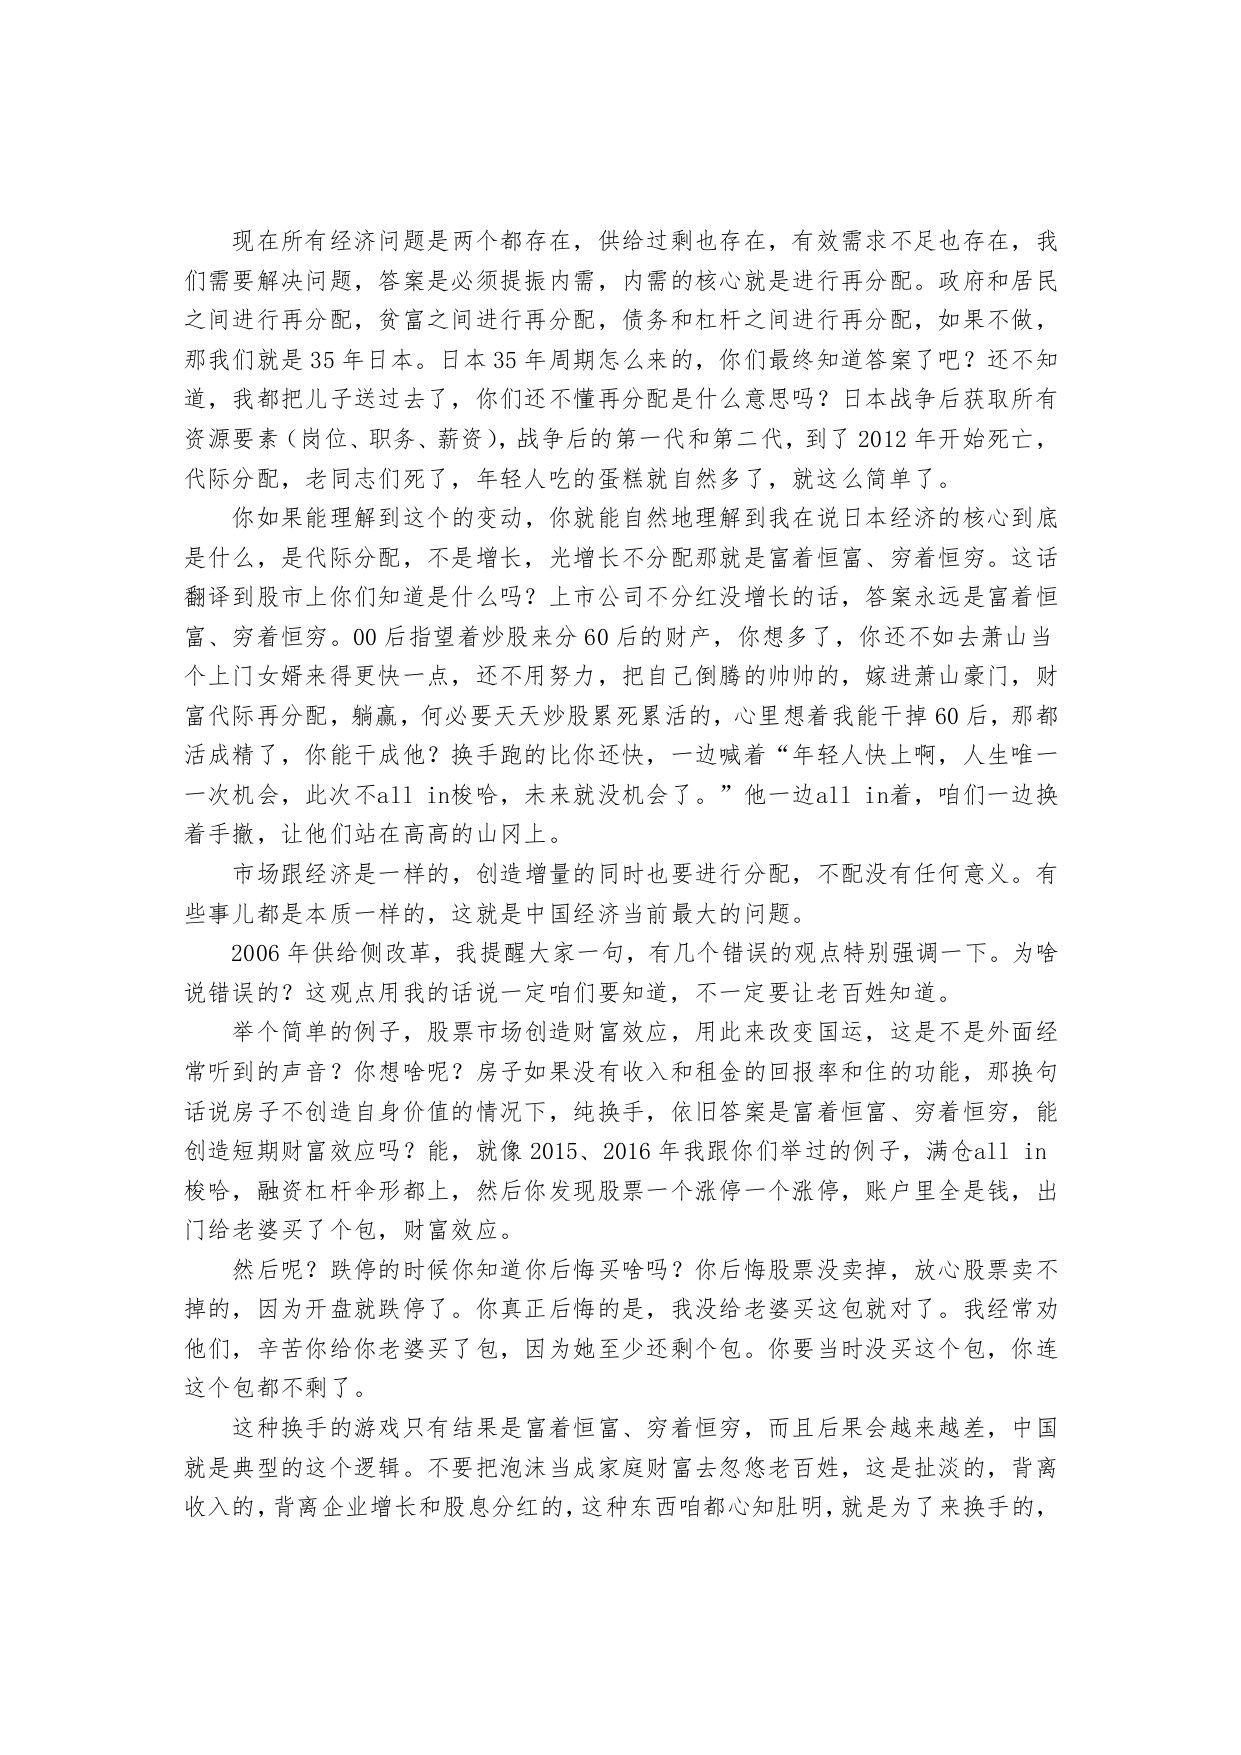 现在所有经济问题是两个都存在，供给过剩也存在，有效需求不足也存在，我
们需要解决问题，答案是必须提振内需，内需的核心就是进行再分配。政府和居民
之间进行再分配，贫富之间进行再分配，债务和杠杆之间进行再分配，如果不做，
那我们就是 35 年日本。日本 35 年周期怎么来的，你们最终知道答案了吧？还不知
道，我都把儿子送过去了，你们还不懂再分配是什么意思吗？日本战争后获取所有
资源要素（岗位、职务、薪资），战争后的第一代和第二代，到了 2012 年开始死亡，
代际分配，老同志们死了，年轻人吃的蛋糕就自然多了，就这么简单了。
你如果能理解到这个的变动，你就能自然地理解到我在说日本经济的核心到底
是什么，是代际分配，不是增长，光增长不分配那就是富着恒富、穷着恒穷。这话
翻译到股市上你们知道是什么吗？上市公司不分红没增长的话，答案永远是富着恒
富、穷着恒穷。00 后指望着炒股来分 60 后的财产，你想多了，你还不如去萧山当
个上门女婿来得更快一点，还不用努力，把自己倒腾的帅帅的，嫁进萧山豪门，财
富代际再分配，躺赢，何必要天天炒股累死累活的，心里想着我能干掉 60 后，那都
活成精了，你能干成他？换手跑的比你还快，一边喊着“年轻人快上啊，人生唯一
一次机会，此次不all in梭哈，未来就没机会了。”他一边all in着，咱们一边换
着手撤，让他们站在高高的山冈上。
市场跟经济是一样的，创造增量的同时也要进行分配，不配没有任何意义。有
些事儿都是本质一样的，这就是中国经济当前最大的问题。
2006 年供给侧改革，我提醒大家一句，有几个错误的观点特别强调一下。为啥
说错误的？这观点用我的话说一定咱们要知道，不一定要让老百姓知道。
举个简单的例子，股票市场创造财富效应，用此来改变国运，这是不是外面经
常听到的声音？你想啥呢？房子如果没有收入和租金的回报率和住的功能，那换句
话说房子不创造自身价值的情况下，纯换手，依旧答案是富着恒富、穷着恒穷，能
创造短期财富效应吗？能，就像 2015、2016 年我跟你们举过的例子，满仓all in
梭哈，融资杠杆伞形都上，然后你发现股票一个涨停一个涨停，账户里全是钱，出
门给老婆买了个包，财富效应。
然后呢？跌停的时候你知道你后悔买啥吗？你后悔股票没卖掉，放心股票卖不
掉的，因为开盘就跌停了。你真正后悔的是，我没给老婆买这包就对了。我经常劝
他们，辛苦你给你老婆买了包，因为她至少还剩个包。你要当时没买这个包，你连
这个包都不剩了。
这种换手的游戏只有结果是富着恒富、穷着恒穷，而且后果会越来越差，中国
就是典型的这个逻辑。不要把泡沫当成家庭财富去忽悠老百姓，这是扯淡的，背离
收入的，背离企业增长和股息分红的，这种东西咱都心知肚明，就是为了来换手的，